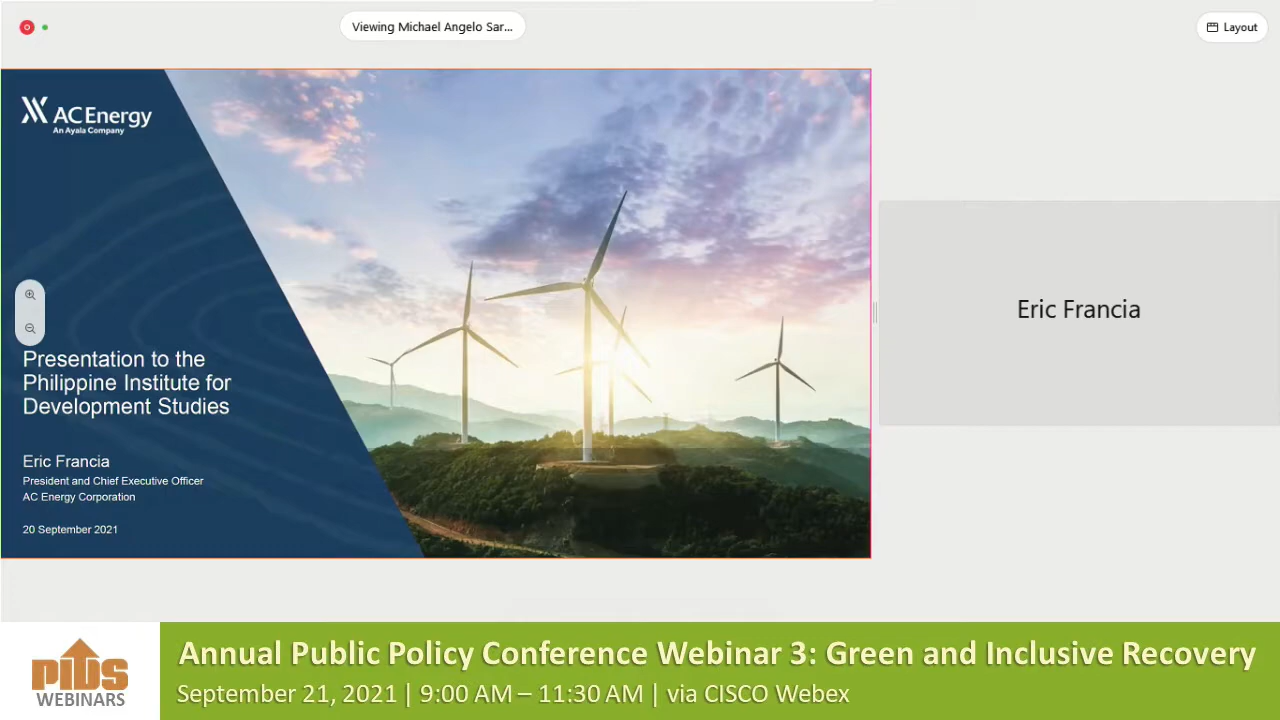 Viewing Michael Angelo Sar...
Layout
AC Energy
An Ayala Company
Presentation to the
Philippine Institute for
Development Studies
Eric Francia
President and Chief Executive Officer
AC Energy Corporation
20 September 2021
Eric Francia
PIDS
WEBINARS
Annual Public Policy Conference Webinar 3: Green and Inclusive Recovery
September 21, 2021 | 9:00 AM – 11:30 AM | via CISCO Webex